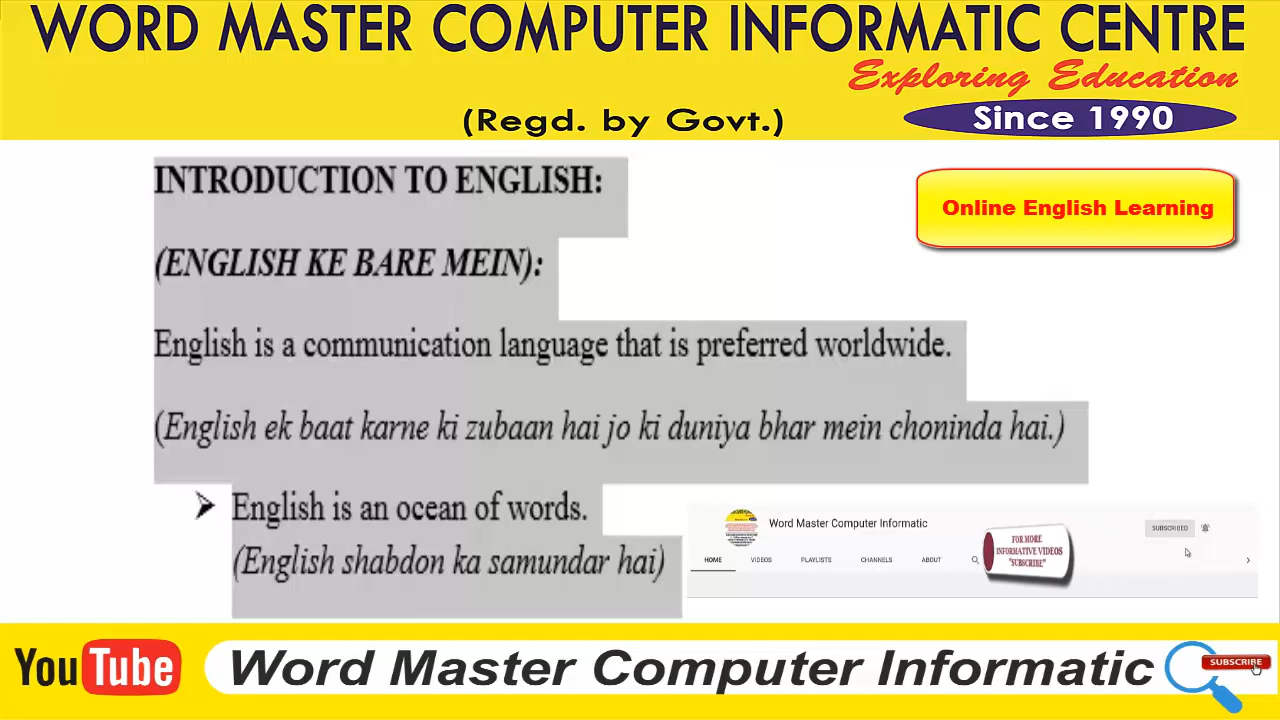 WORD MASTER COMPUTER INFORMATIC CENTRE
Exploring Education
(Regd. by Govt.)
Since 1990
INTRODUCTION TO ENGLISH:
Online English Learning
(ENGLISH KE BARE MEIN):
English is a communication language that is preferred worldwide.
(English ek baat karne ki zubaan hai jo ki duniya bhar mein choninda hai.)
➢ English is an ocean of words.
(English shabdon ka samundar hai)
Word Master Computer Informatic
SUBSCRIBED
HOME VIDEOS PLAYLISTS CHANNELS ABOUT
FOR MORE
INFORMATIVE VIDEOS
"SUBSCRIBE"
YouTube
Word Master Computer Informatic
SUBSCRIBE